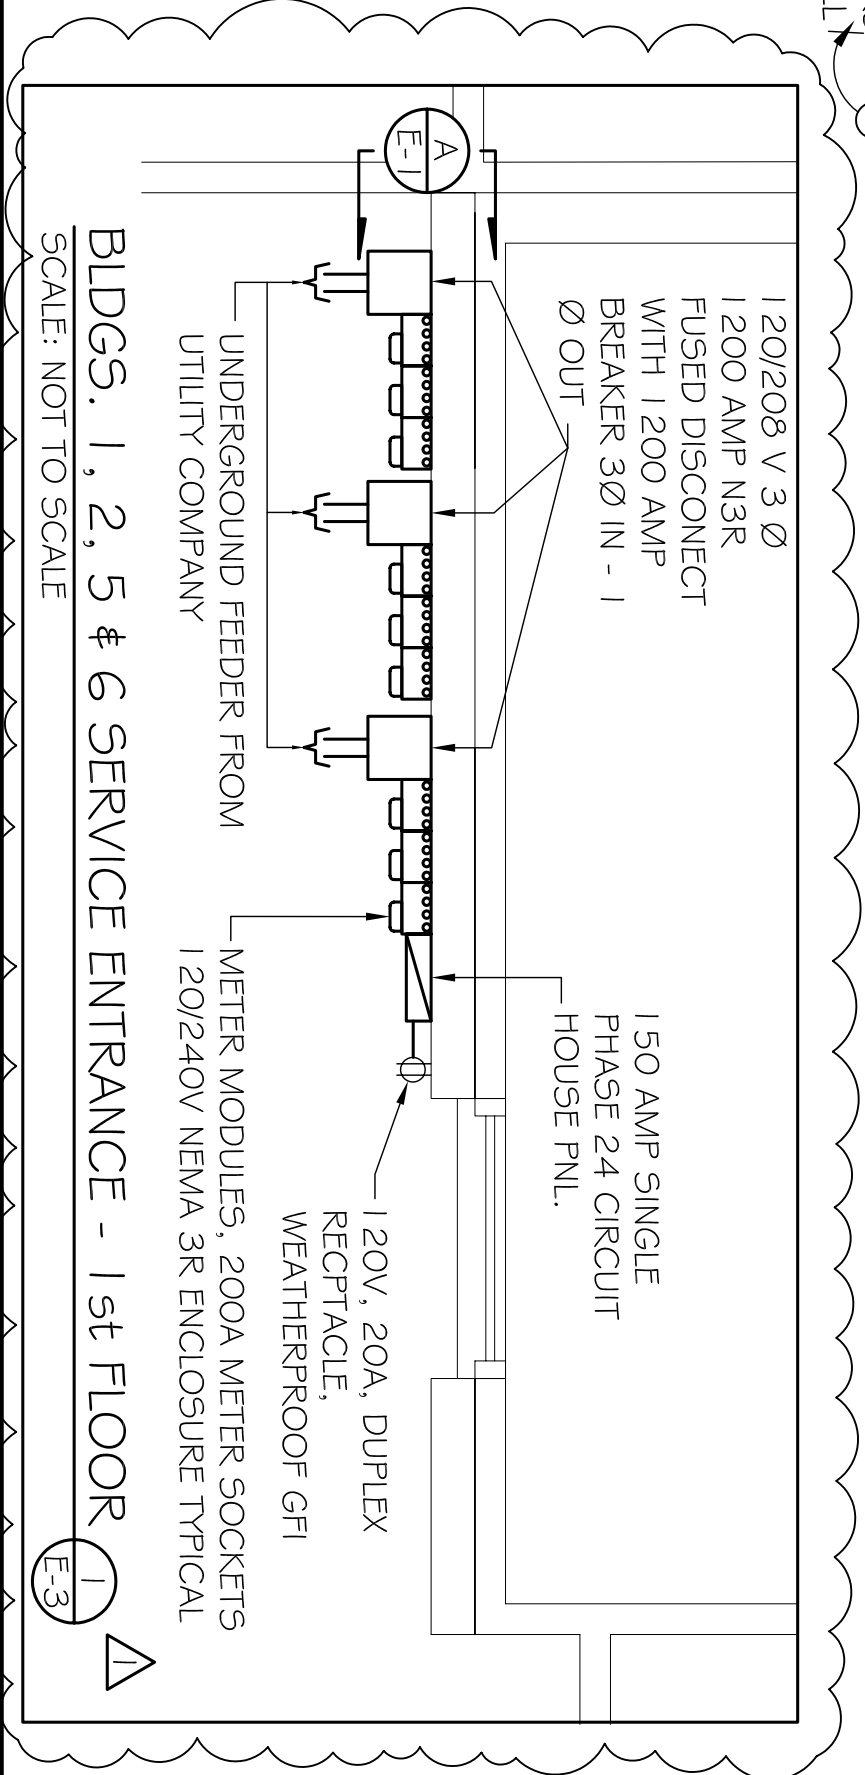 120/208 V 3 Ø
1200 AMP N3R
FUSED DISCONECT
WITH 1200 AMP
BREAKER 3Ø IN - 1
Ø OUT
150 AMP SINGLE
PHASE 24 CIRCUIT
HOUSE PNL.
A
E-1
120V, 20A, DUPLEX
RECPTACLE,
WEATHERPROOF GFI
UNDERGROUND FEEDER FROM
UTILITY COMPANY
METER MODULES, 200A METER SOCKETS
120/240V NEMA 3R ENCLOSURE TYPICAL
BLDGS. 1, 2, 5 & 6 SERVICE ENTRANCE - 1st FLOOR
SCALE: NOT TO SCALE
1
E-3
1